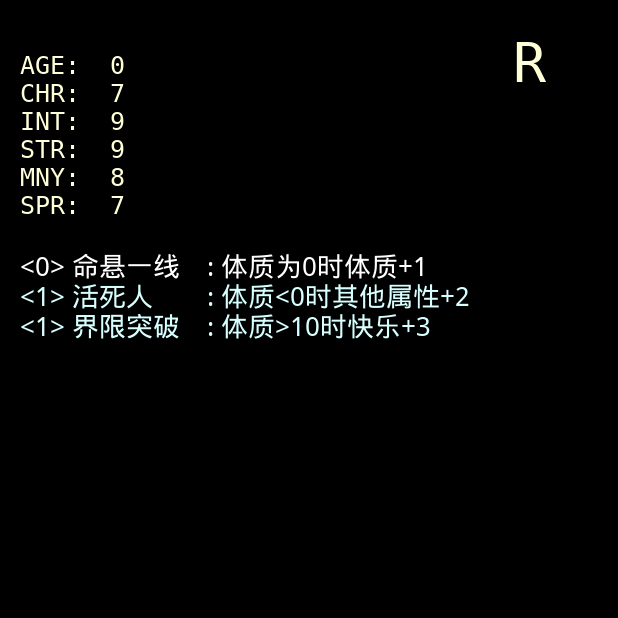 R
AGE: 0
CHR: 7
INT: 9
STR: 9
MNY: 8
SPR: 7
<0> 命悬一线 : 体质为0时体质+1
<1> 活死人 : 体质<0时其他属性+2
<1> 界限突破 : 体质>10时快乐+3